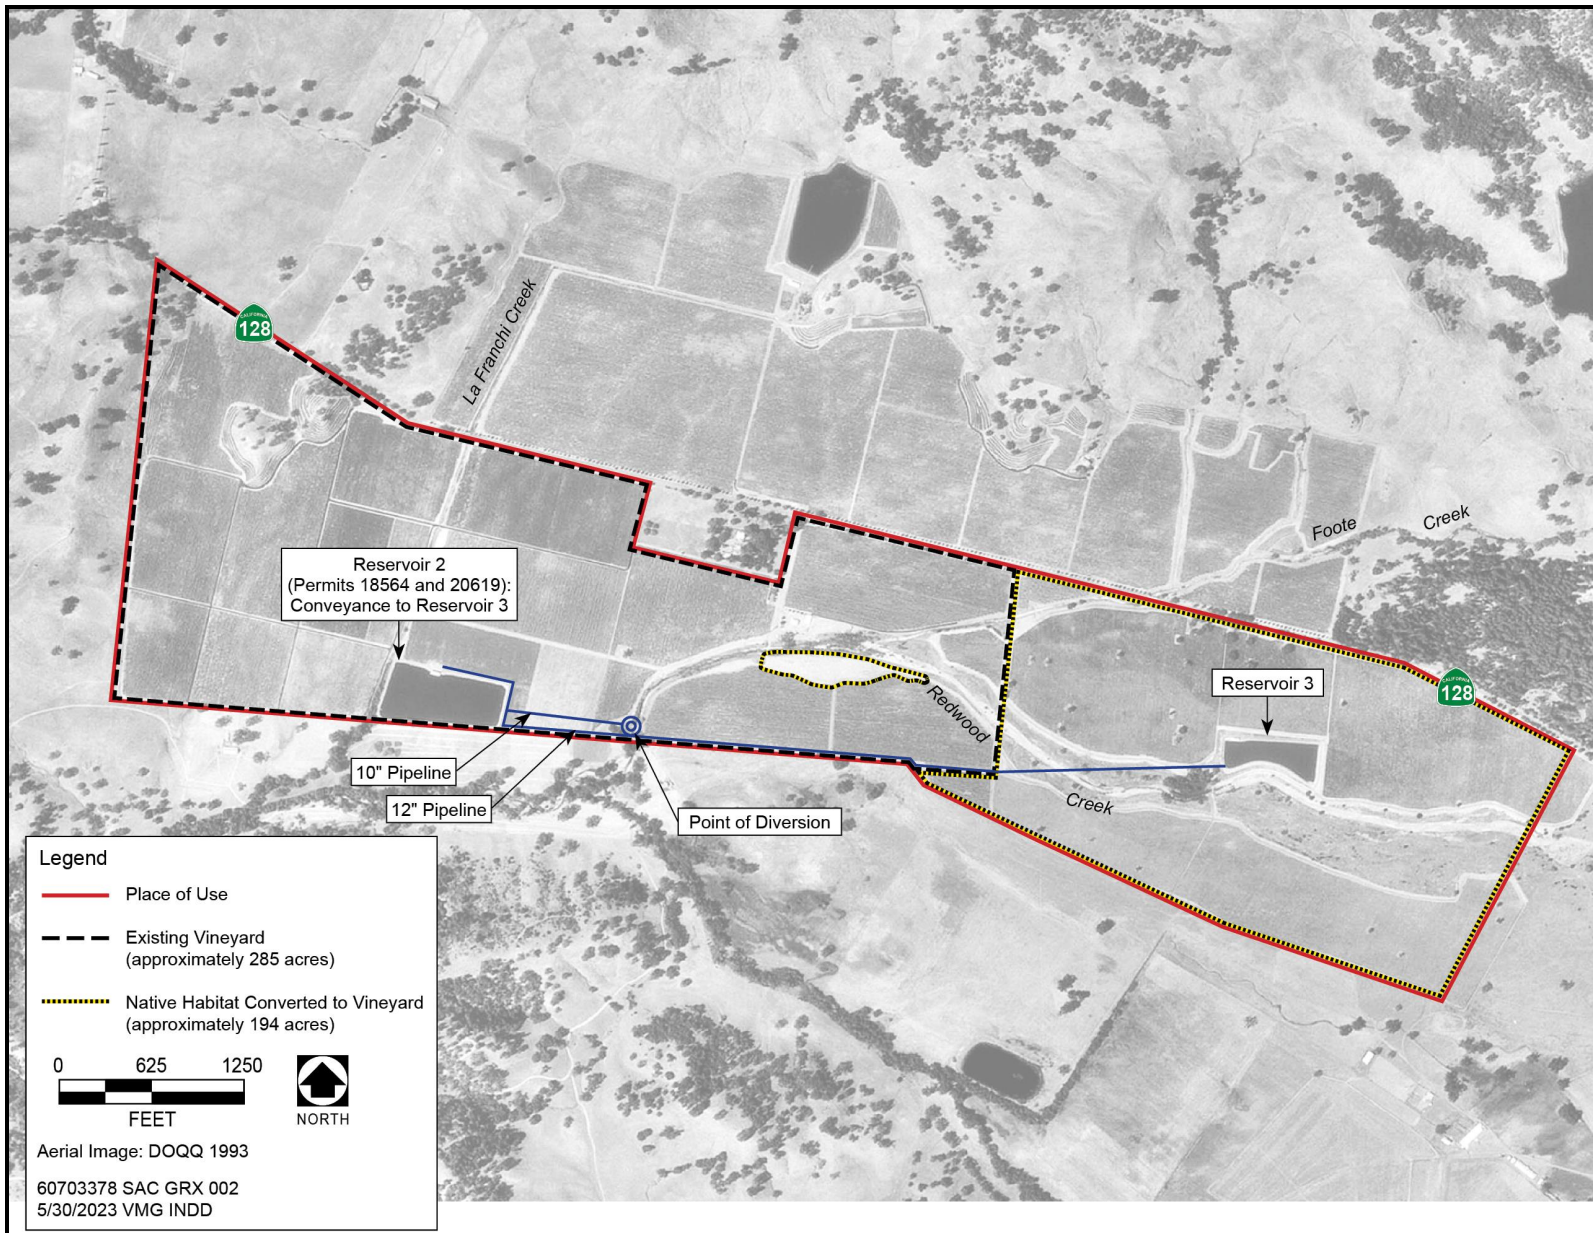 CALIFORNIA
128
La Franchi Creek
Foote
Creek
Reservoir 2
(Permits 18564 and 20619):
Conveyance to Reservoir 3
Reservoir 3
CALIFORNIA
128
Redwood
Creek
10" Pipeline
12" Pipeline
Point of Diversion
Legend
Place of Use
Existing Vineyard
(approximately 285 acres)
Native Habitat Converted to Vineyard
(approximately 194 acres)
0 625 1250
FEET
NORTH
Aerial Image: DOQQ 1993
60703378 SAC GRX 002
5/30/2023 VMG INDD